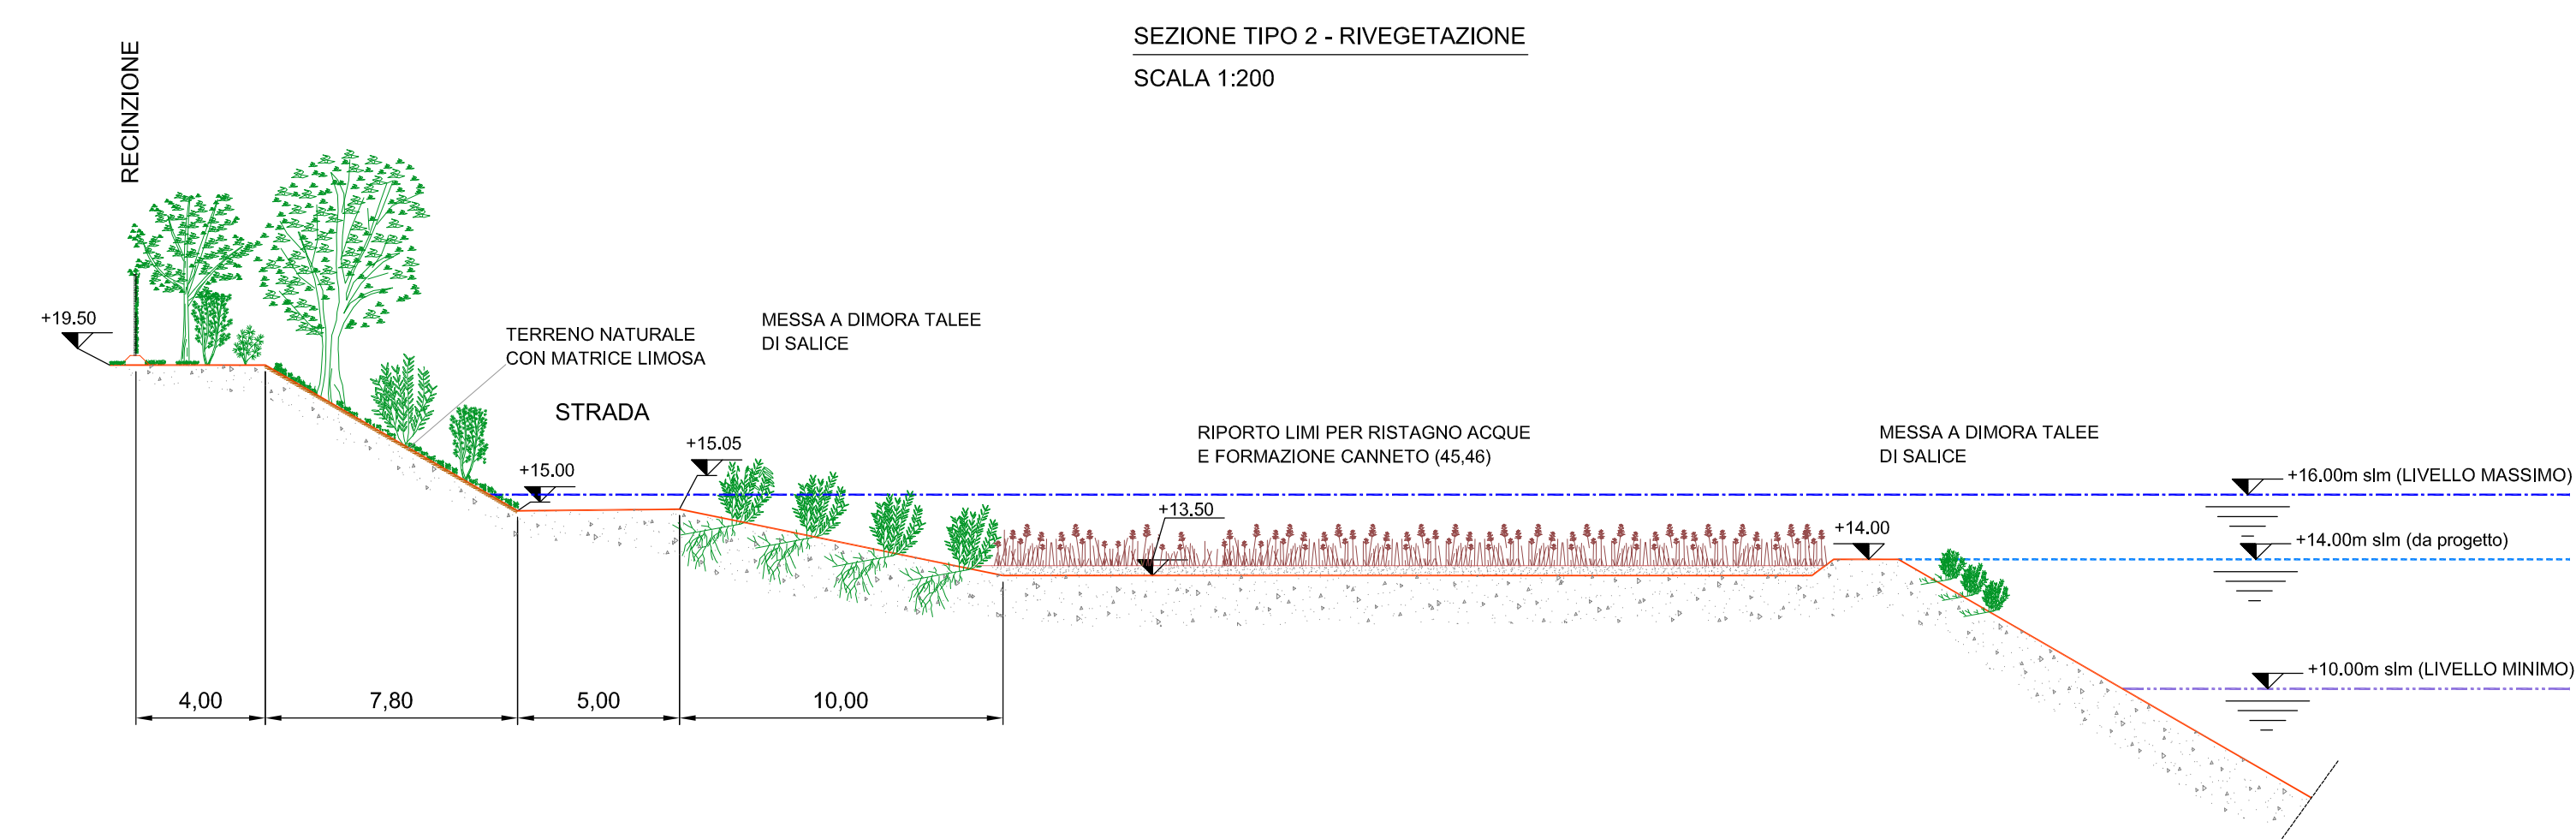 SEZIONE TIPO 2 - RIVEGETAZIONE
SCALA 1:200
RECINZIONE
+19.50
TERRENO NATURALE
CON MATRICE LIMOSA
MESSA A DIMORA TALEE
DI SALICE
STRADA
+15.00
+15.05
RIPORTO LIMI PER RISTAGNO ACQUE
E FORMAZIONE CANNETO (45,46)
+13.50
+14.00
MESSA A DIMORA TALEE
DI SALICE
+16.00m slm (LIVELLO MASSIMO)
+14.00m slm (da progetto)
+10.00m slm (LIVELLO MINIMO)
4,00
7,80
5,00
10,00